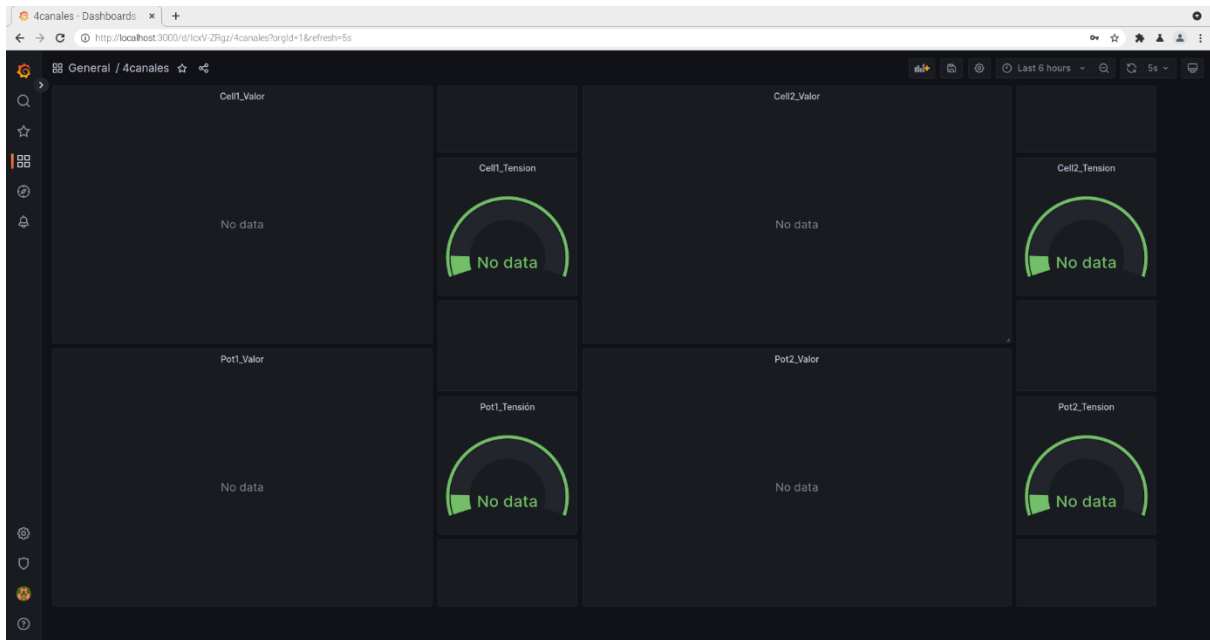 4canales - Dashboards -
http://localhost:3000/d/IcxV-ZRgz/4canales?orgId=1&refresh=5s
General / 4canales
Last 6 hours
5s
Cell1_Valor
No data
Cell1_Tension
No data
Cell2_Valor
No data
Cell2_Tension
No data
Pot1_Valor
No data
Pot1_Tensión
No data
Pot2_Valor
No data
Pot2_Tension
No data